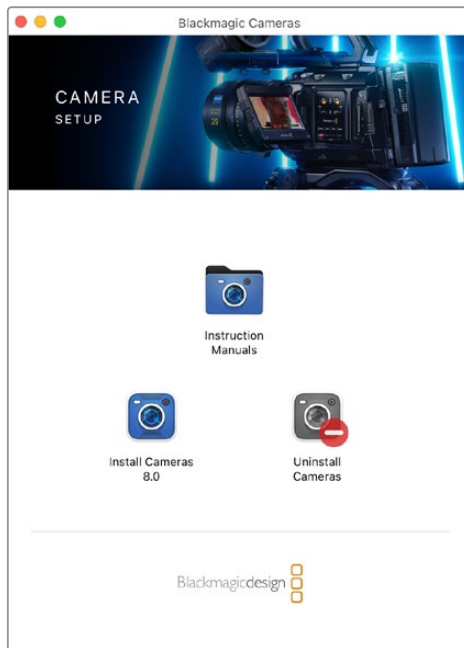 Blackmagic Cameras
CAMERA
SETUP
Instruction
Manuals
Install Cameras
8.0
Uninstall
Cameras
Blackmagicdesign